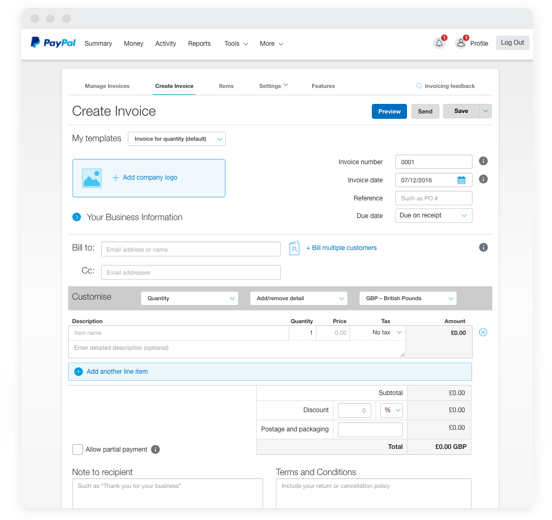 PayPal Summary Money Activity Reports Tools More 1 1 Profile Log Out
Manage Invoices Create Invoice Items Settings Features Invoicing feedback
Create Invoice Preview Send Save
My templates Invoice for quantity (default)
Invoice number 0001
+ Add company logo
Invoice date 07/12/2016
Reference Such as PO #
Your Business Information
Due date Due on receipt
Bill to: Email address or name + Bill multiple customers
Cc: Email addresses
Customise Quantity Add/remove detail GBP – British Pounds
Description Quantity Price Tax Amount
Item name 1 0.00 No tax £0.00
Enter detailed description (optional)
Add another line item
Subtotal £0.00
Discount 0 % £0.00
Postage and packaging £0.00
Allow partial payment Total £0.00 GBP
Note to recipient Terms and Conditions
Such as "Thank you for your business" Include your return or cancellation policy